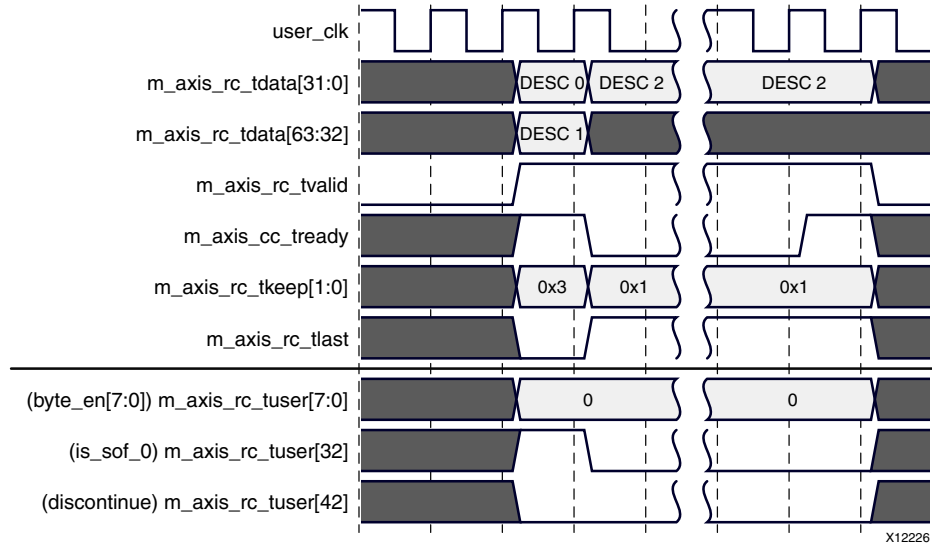 user_clk
m_axis_rc_tdata[31:0] DESC 0 DESC 2 DESC 2
m_axis_rc_tdata[63:32] DESC 1
m_axis_rc_tvalid
m_axis_cc_tready
m_axis_rc_tkeep[1:0] 0x3 0x1 0x1
m_axis_rc_tlast
(byte_en[7:0]) m_axis_rc_tuser[7:0] 0 0
(is_sof_0) m_axis_rc_tuser[32]
(discontinue) m_axis_rc_tuser[42]
X12226